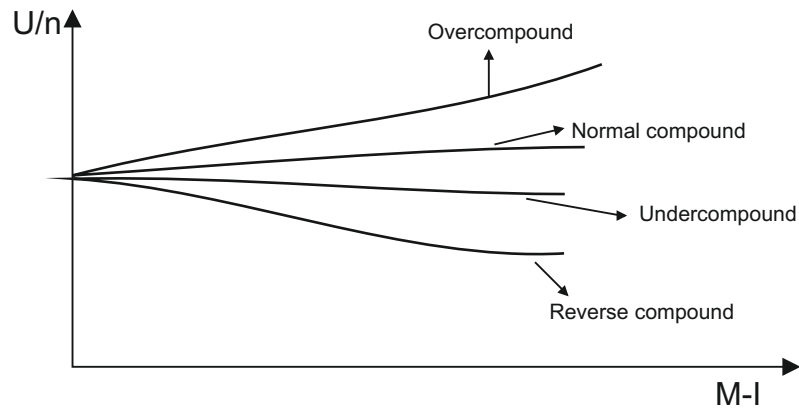 U/n
Overcompound
Normal compound
Undercompound
Reverse compound
M-I